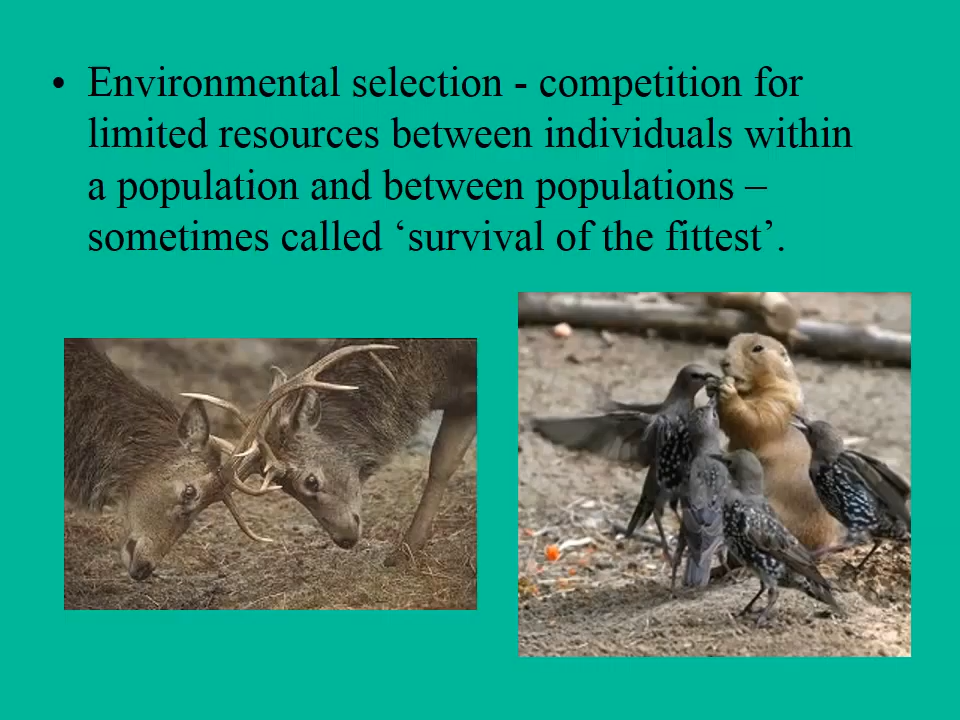 • Environmental selection - competition for
limited resources between individuals within
a population and between populations –
sometimes called ‘survival of the fittest’.